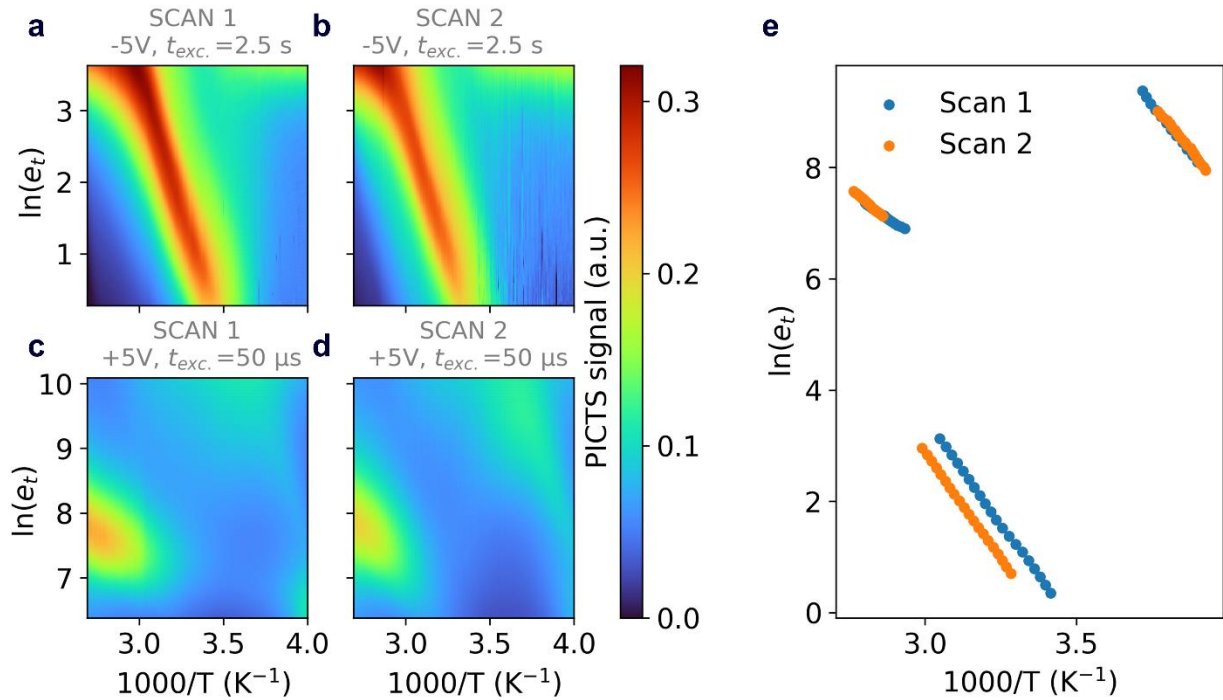 a
SCAN 1
-5V, t_exc. =2.5 s
b
SCAN 2
-5V, t_exc. =2.5 s
ln(e_t)
3
2
1
c
SCAN 1
+5V, t_exc. =50 µs
d
SCAN 2
+5V, t_exc. =50 µs
ln(e_t)
10
9
8
7
3.0 3.5 4.0
1000/T (K⁻¹)
3.0 3.5 4.0
1000/T (K⁻¹)
PICTS signal (a.u.)
0.3
0.2
0.1
0.0
e
Scan 1
Scan 2
ln(e_t)
8
6
4
2
0
3.0 3.5
1000/T (K⁻¹)